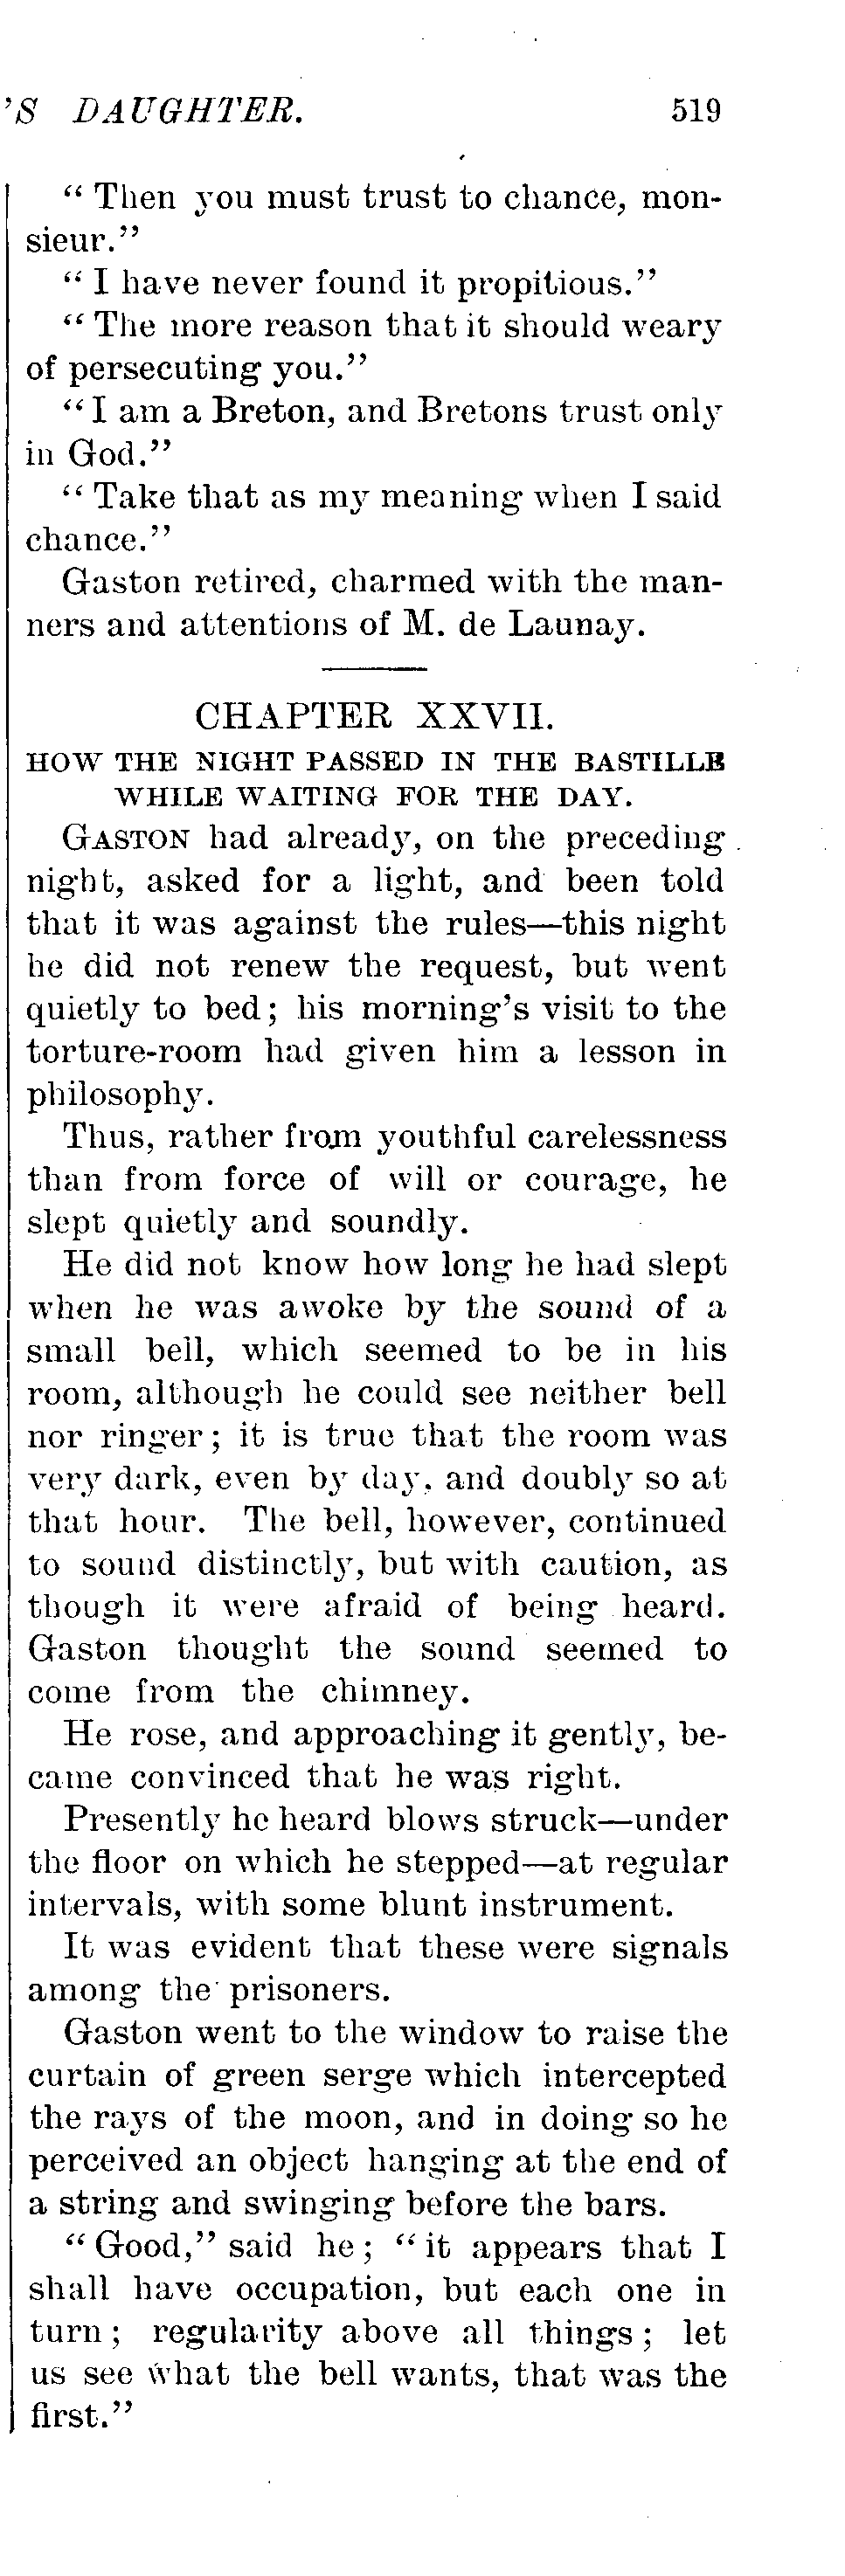 'S DAUGHTER. 519
“ Then you must trust to chance, mon-
sieur.”
“ I have never found it propitious.”
“ The more reason that it should weary
of persecuting you.”
“ I am a Breton, and Bretons trust only
in God.”
“ Take that as my meaning when I said
chance.”
Gaston retired, charmed with the man-
ners and attentions of M. de Launay.
CHAPTER XXVII.
HOW THE NIGHT PASSED IN THE BASTILLE
WHILE WAITING FOR THE DAY.
GASTON had already, on the preceding
night, asked for a light, and been told
that it was against the rules—this night
he did not renew the request, but went
quietly to bed; his morning's visit to the
torture-room had given him a lesson in
philosophy.
Thus, rather from youthful carelessness
than from force of will or courage, he
slept quietly and soundly.
He did not know how long he had slept
when he was awoke by the sound of a
small bell, which seemed to be in his
room, although he could see neither bell
nor ringer; it is true that the room was
very dark, even by day, and doubly so at
that hour. The bell, however, continued
to sound distinctly, but with caution, as
though it were afraid of being heard.
Gaston thought the sound seemed to
come from the chimney.
He rose, and approaching it gently, be-
came convinced that he was right.
Presently he heard blows struck—under
the floor on which he stepped—at regular
intervals, with some blunt instrument.
It was evident that these were signals
among the prisoners.
Gaston went to the window to raise the
curtain of green serge which intercepted
the rays of the moon, and in doing so he
perceived an object hanging at the end of
a string and swinging before the bars.
“ Good,” said he; “ it appears that I
shall have occupation, but each one in
turn; regularity above all things; let
us see what the bell wants, that was the
first.”